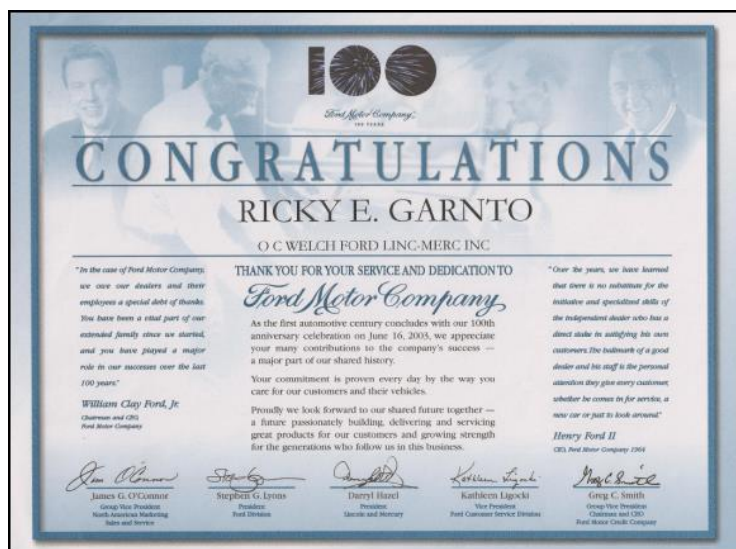 100
Ford Motor Company
100 YEARS
CONGRATULATIONS
RICKY E. GARNTO
O C WELCH FORD LINC-MERC INC
"In the case of Ford Motor Company,
we owe our dealers and their
employees a special debt of thanks.
You have been a vital part of our
extended family since we started,
and you have played a major
role in our successes over the last
100 years."
William Clay Ford, Jr.
Chairman and CEO,
Ford Motor Company
THANK YOU FOR YOUR SERVICE AND DEDICATION TO
Ford Motor Company
As the first automotive century concludes with our 100th
anniversary celebration on June 16, 2003, we appreciate
your many contributions to the company's success —
a major part of our shared history.
Your commitment is proven every day by the way you
care for our customers and their vehicles.
Proudly we look forward to our shared future together —
a future passionately building, delivering and servicing
great products for our customers and growing strength
for the generations who follow us in this business.
"Over the years, we have learned
that there is no substitute for the
initiative and specialized skills of
the independent dealer who has a
direct stake in satisfying his own
customers. The hallmark of a good
dealer and his staff is the personal
attention they give every customer,
whether he comes in for service, a
new car or just to look around."
Henry Ford II
CEO, Ford Motor Company 1964
Jim O'Connor
James G. O'Connor
Group Vice President
North American Marketing
Sales and Service
Stephen G. Lyons
President
Ford Division
Darryl Hazel
President
Lincoln and Mercury
Kathleen Ligocki
Kathleen Ligocki
Vice President
Ford Customer Service Division
Greg C. Smith
Greg C. Smith
Group Vice President
Chairman and CEO
Ford Motor Credit Company